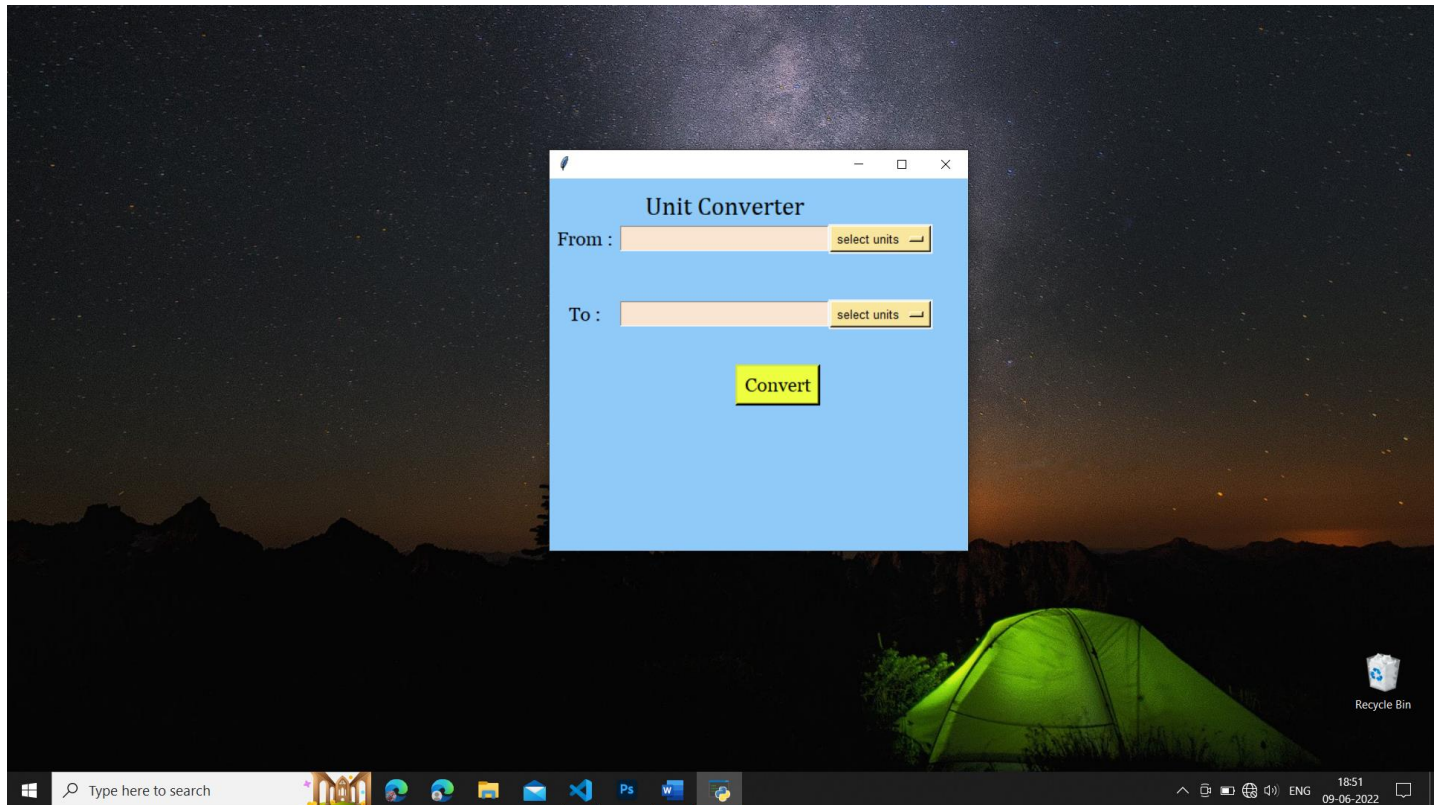 Unit Converter
From : select units
To : select units
Convert
Recycle Bin
Type here to search
Ps W ENG 18:51
09-06-2022